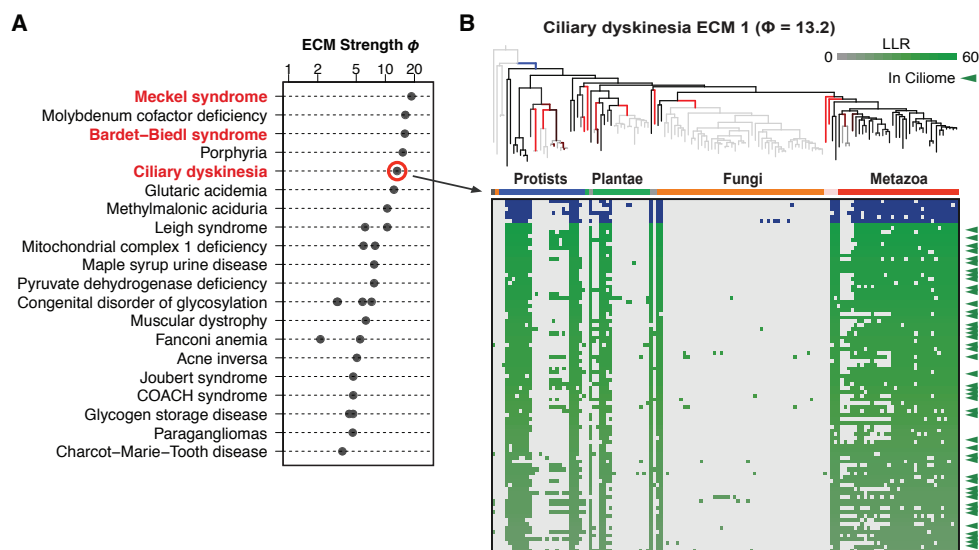 A
ECM Strength ϕ
1 2 5 10 20
Meckel syndrome
Molybdenum cofactor deficiency
Bardet–Biedl syndrome
Porphyria
Ciliary dyskinesia
Glutaric acidemia
Methylmalonic aciduria
Leigh syndrome
Mitochondrial complex 1 deficiency
Maple syrup urine disease
Pyruvate dehydrogenase deficiency
Congenital disorder of glycosylation
Muscular dystrophy
Fanconi anemia
Acne inversa
Joubert syndrome
COACH syndrome
Glycogen storage disease
Paragangliomas
Charcot–Marie–Tooth disease
B
Ciliary dyskinesia ECM 1 (Φ = 13.2)
LLR
0 60
In Ciliome
Protists Plantae Fungi Metazoa